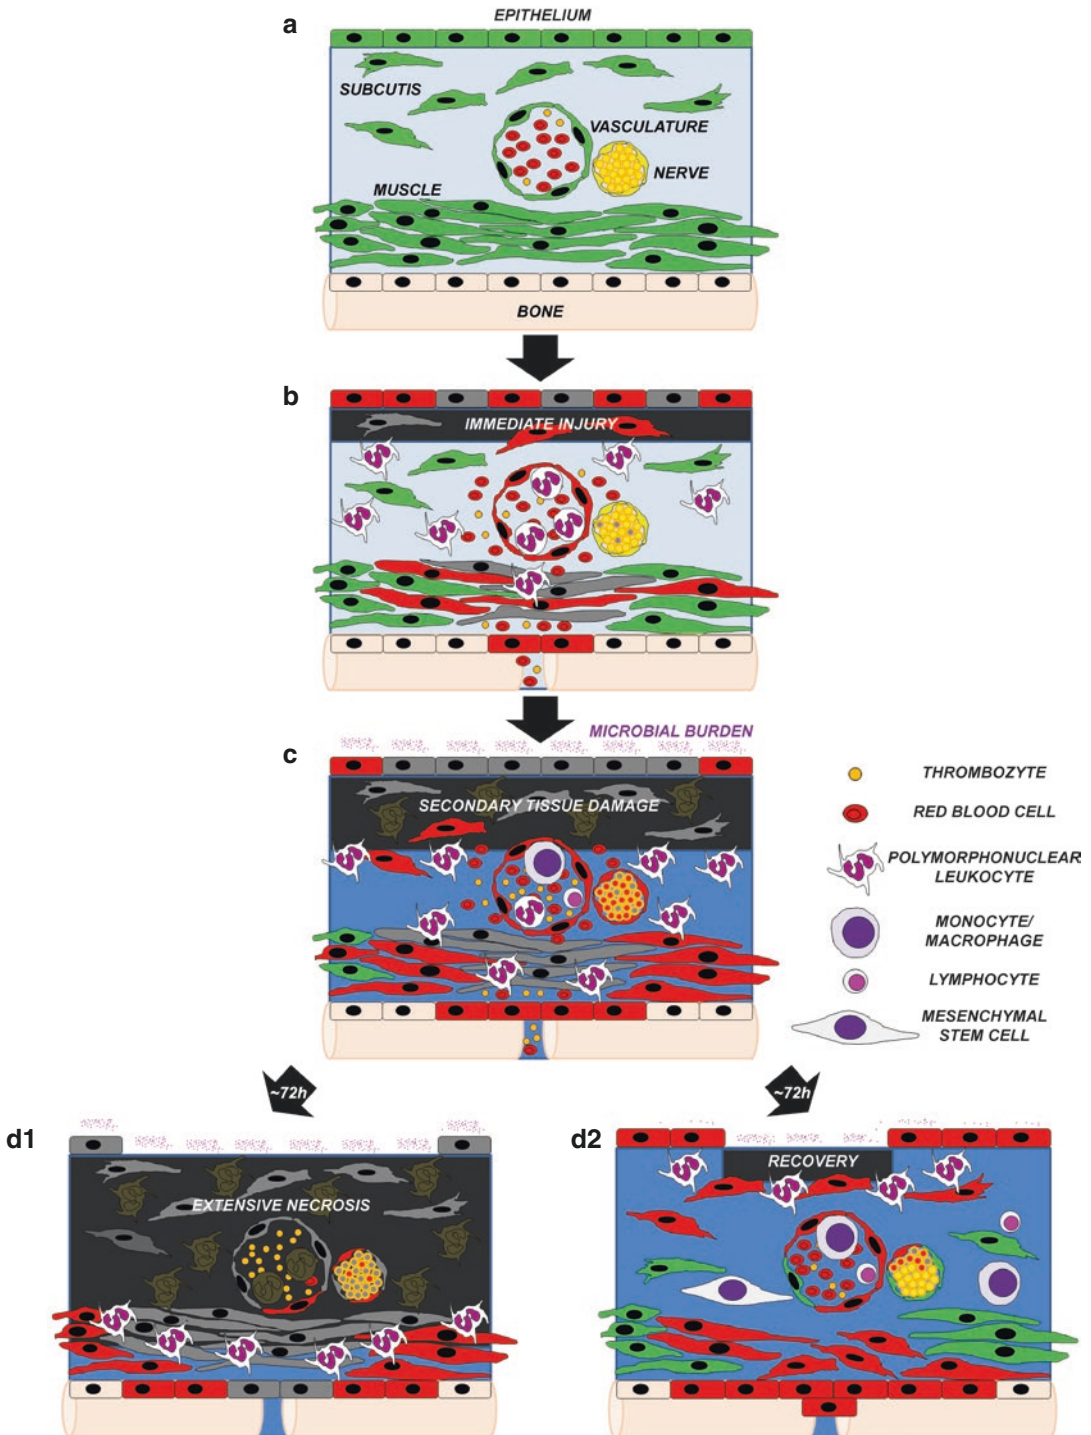 a
EPITHELIUM
SUBCUTIS
VASCULATURE
NERVE
MUSCLE
BONE
b
IMMEDIATE INJURY
MICROBIAL BURDEN
c
SECONDARY TISSUE DAMAGE
THROMBOZYTE
RED BLOOD CELL
POLYMORPHONUCLEAR
LEUKOCYTE
MONOCYTE/
MACROPHAGE
LYMPHOCYTE
MESENCHYMAL
STEM CELL
~72h
~72h
d1
EXTENSIVE NECROSIS
d2
RECOVERY